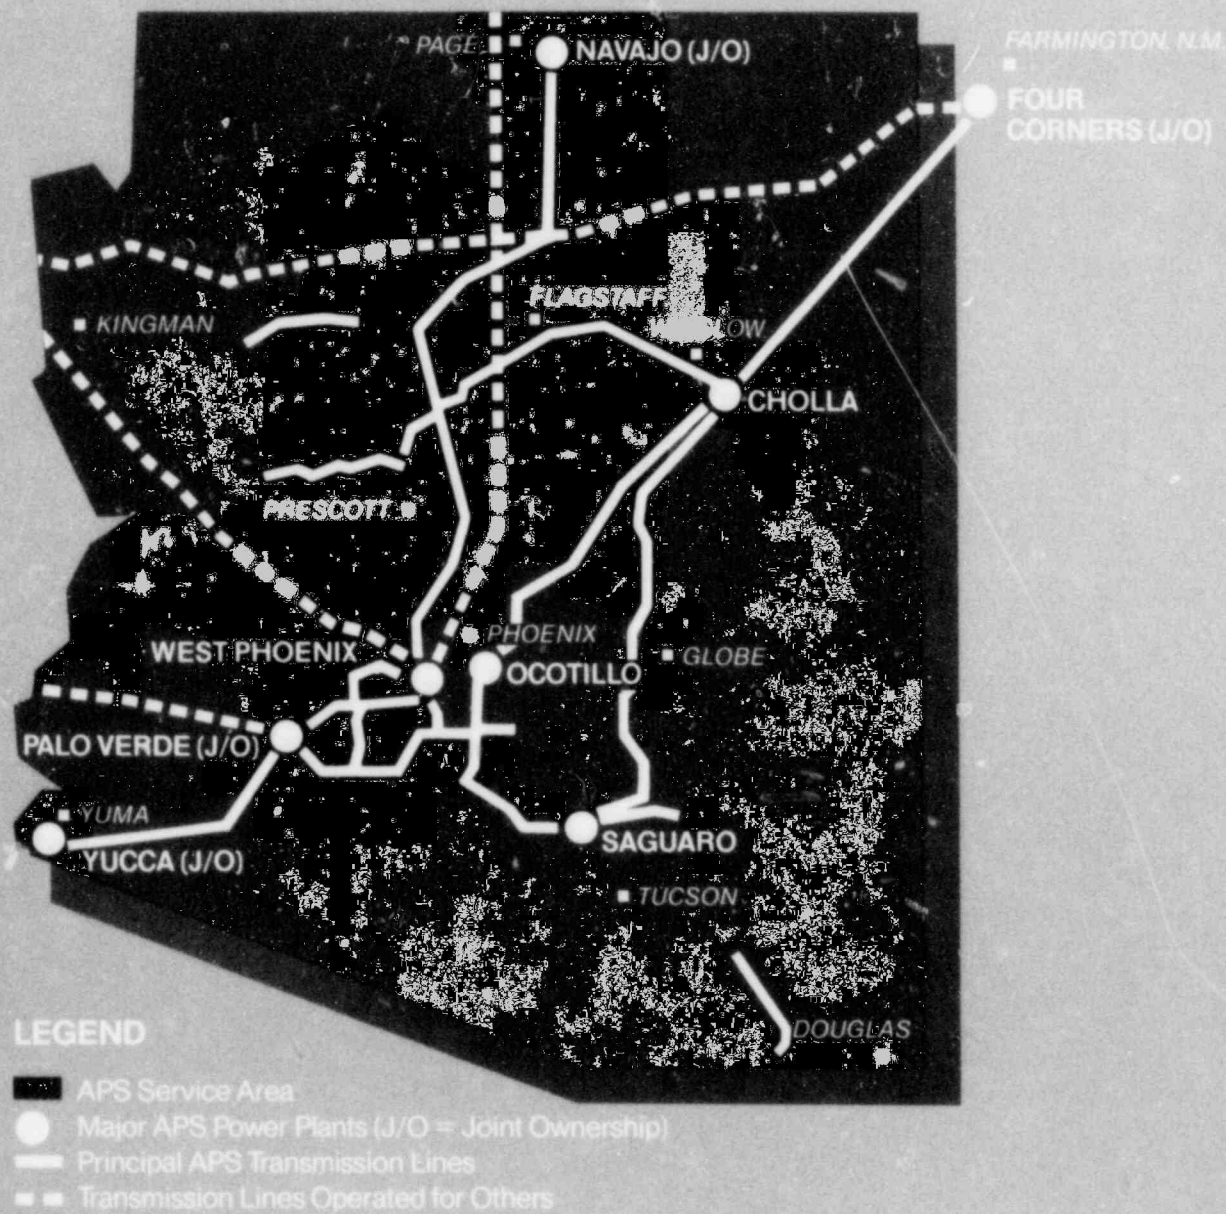 PAGE
NAVAJO (J/O)
FARMINGTON, N.M.
FOUR
CORNERS (J/O)
FLAGSTAFF
KINGMAN
CHOLLA
PRESCOTT
PHOENIX
WEST PHOENIX
GLOBE
OCOTILLO
PALO VERDE (J/O)
YUMA
SAGUARO
YUCCA (J/O)
TUCSON
DOUGLAS
LEGEND
APS Service Area
Major APS Power Plants (J/O = Joint Ownership)
Principal APS Transmission Lines
Transmission Lines Operated for Others